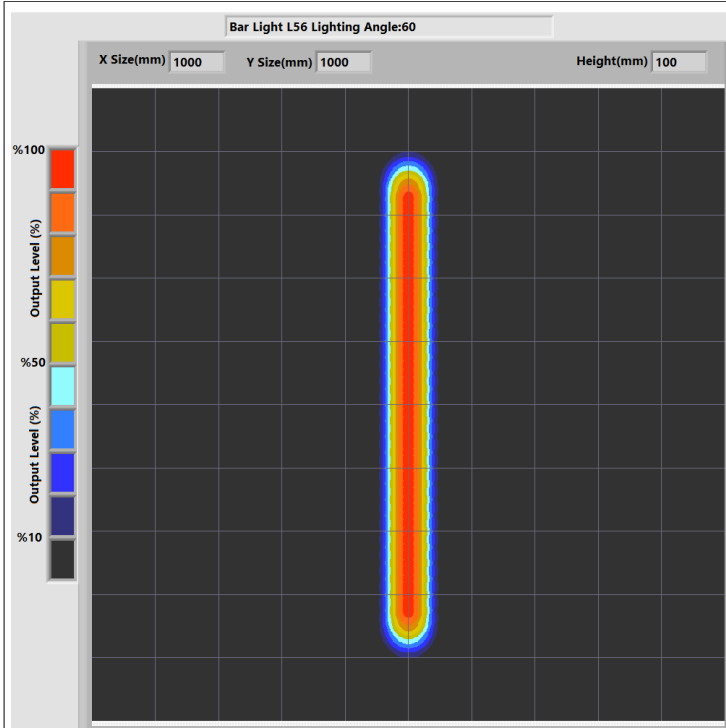 Bar Light L56 Lighting Angle:60
X Size(mm) 1000 Y Size(mm) 1000 Height(mm) 100
%100
Output Level (%)
%50
Output Level (%)
%10